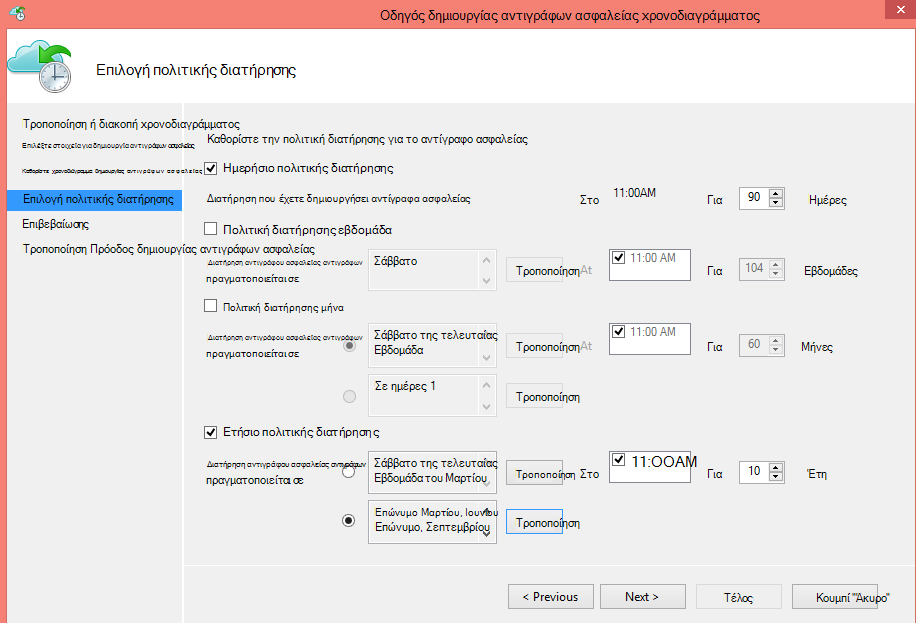 Οδηγός δημιουργίας αντιγράφων ασφαλείας χρονοδιαγράμματος
Επιλογή πολιτικής διατήρησης
Τροποποίηση ή διακοπή χρονοδιαγράμματος
Επιλέξτε στοιχεία για δημιουργία αντιγράφων ασφαλείας
Καθορίστε χρονοδιάγραμμα δημιουργίας αντιγράφων ασφαλείας
Επιλογή πολιτικής διατήρησης
Επιβεβαίωσης
Τροποποίηση Πρόοδος δημιουργίας αντιγράφων ασφαλείας
Καθορίστε την πολιτική διατήρησης για το αντίγραφο ασφαλείας
Ημερήσιο πολιτικής διατήρησης
Διατήρηση που έχετε δημιουργήσει αντίγραφα ασφαλείας Στο 11:00AM Για 90 Ημέρες
Πολιτική διατήρησης εβδομάδα
Διατήρηση αντιγράφου ασφαλείας αντιγράφων
πραγματοποιείται σε
Σάββατο
Τροποποίηση At 11:00 AM Για 104 Εβδομάδες
Πολιτική διατήρησης μήνα
Διατήρηση αντιγράφου ασφαλείας αντιγράφων
πραγματοποιείται σε
Σάββατο της τελευταίας
Εβδομάδα
Τροποποίηση At 11:00 AM Για 60 Μήνες
Σε ημέρες 1
Τροποποίηση
Ετήσιο πολιτικής διατήρησης
Διατήρηση αντιγράφου ασφαλείας αντιγράφων
πραγματοποιείται σε
Σάββατο της τελευταίας
Εβδομάδα του Μαρτίου,
Τροποποίηση Στο 11:OOAM Για 10 Έτη
Επώνυμο Μαρτίου, Ιουνίου
Επώνυμο, Σεπτεμβρίου
Τροποποίηση
< Previous
Next >
Τέλος
Κουμπί "Άκυρο"